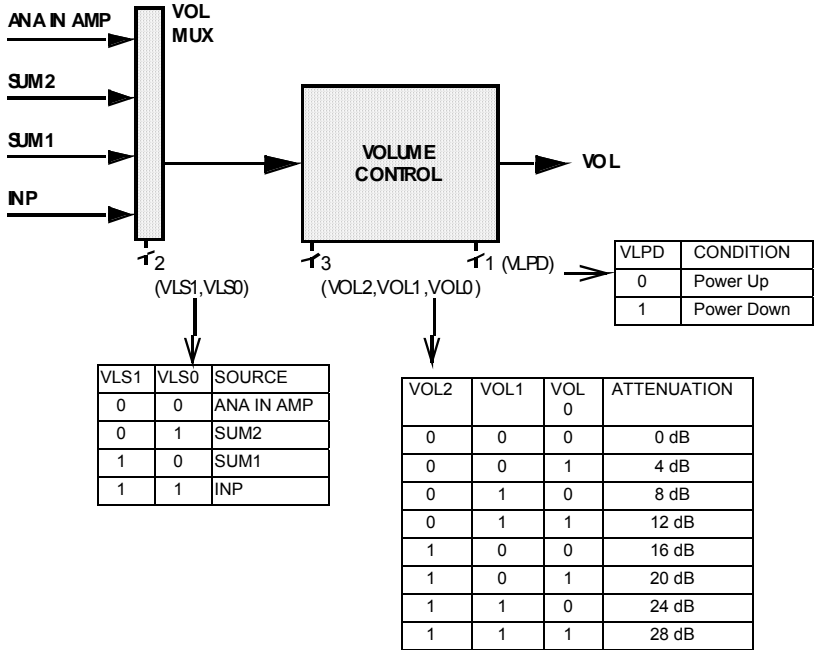 ANA IN AMP
VOL
MUX
SUM2
SUM1
INP
VOLUME
CONTROL
VOL
2
(VLS1,VLS0)
3
(VOL2,VOL1,VOL0)
1 (VLPD)
VLPD CONDITION
0 Power Up
1 Power Down
VLS1 VLS0 SOURCE
0 0 ANA IN AMP
0 1 SUM2
1 0 SUM1
1 1 INP
VOL2 VOL1 VOL ATTENUATION
0
0 0 0 0 dB
0 0 1 4 dB
0 1 0 8 dB
0 1 1 12 dB
1 0 0 16 dB
1 0 1 20 dB
1 1 0 24 dB
1 1 1 28 dB